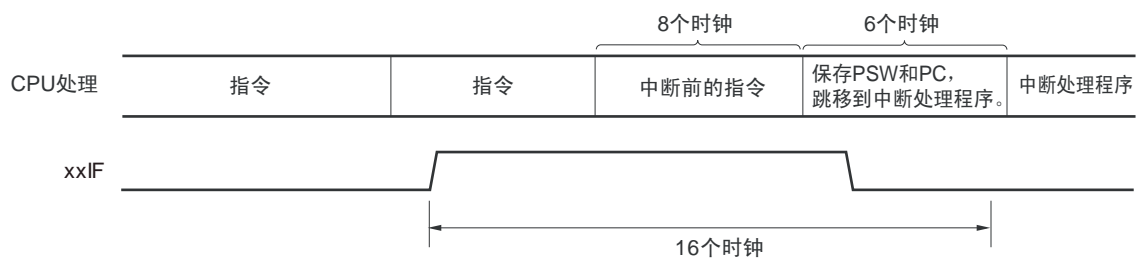 8个时钟
6个时钟
CPU处理
指令
指令
中断前的指令
保存PSW和PC，
跳移到中断处理程序。
中断处理程序
xxIF
16个时钟